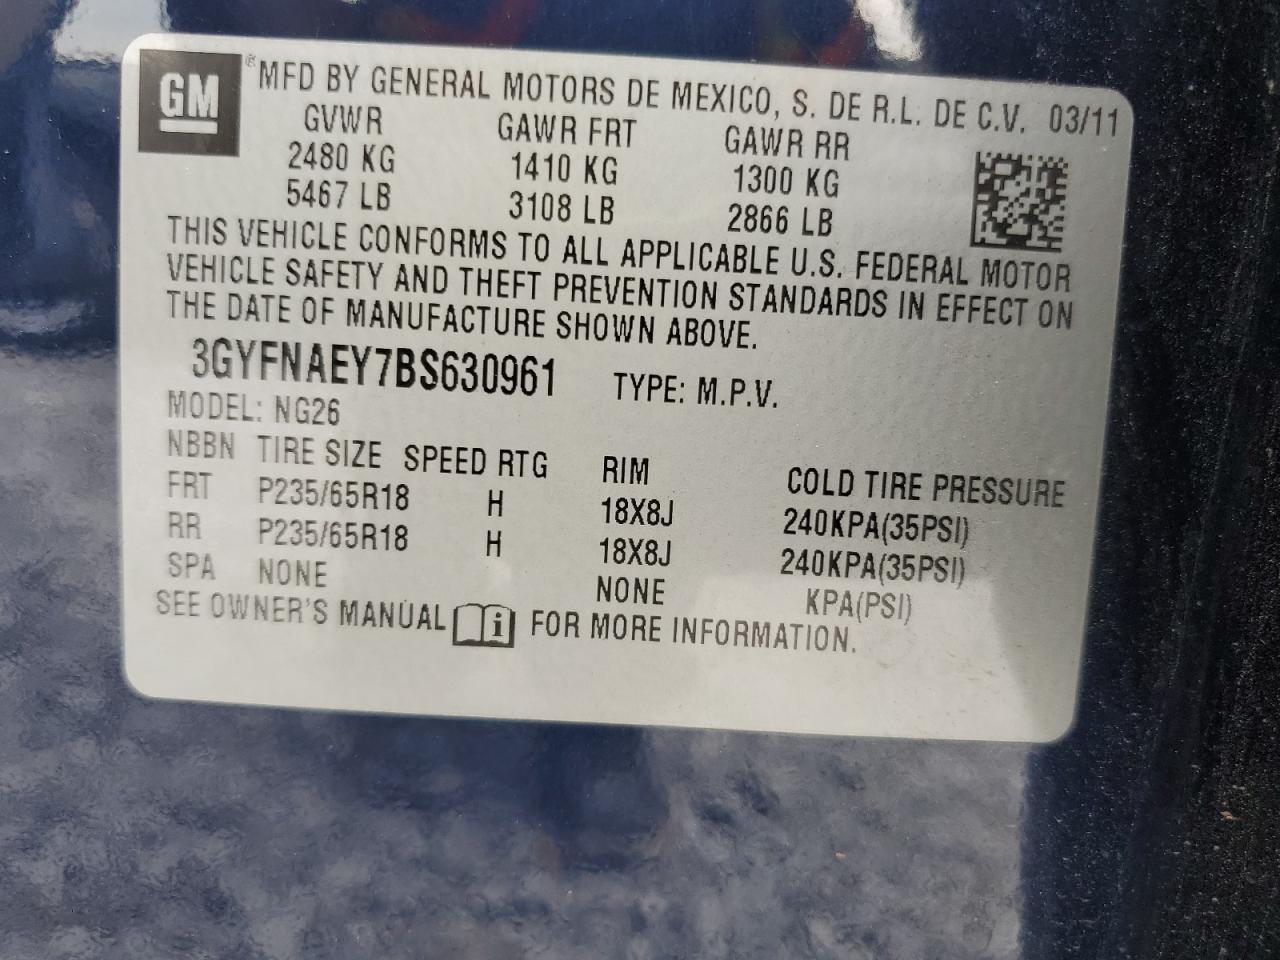 GM ® MFD BY GENERAL MOTORS DE MEXICO, S. DE R.L. DE C.V. 03/11
GVWR GAWR FRT GAWR RR
2480 KG 1410 KG 1300 KG
5467 LB 3108 LB 2866 LB
THIS VEHICLE CONFORMS TO ALL APPLICABLE U.S. FEDERAL MOTOR
VEHICLE SAFETY AND THEFT PREVENTION STANDARDS IN EFFECT ON
THE DATE OF MANUFACTURE SHOWN ABOVE.
3GYFNAEY7BS630961 TYPE: M.P.V.
MODEL: NG26
NBBN TIRE SIZE SPEED RTG RIM COLD TIRE PRESSURE
FRT P235/65R18 H 18X8J 240KPA(35PSI)
RR P235/65R18 H 18X8J 240KPA(35PSI)
SPA NONE NONE KPA(PSI)
SEE OWNER'S MANUAL i FOR MORE INFORMATION.